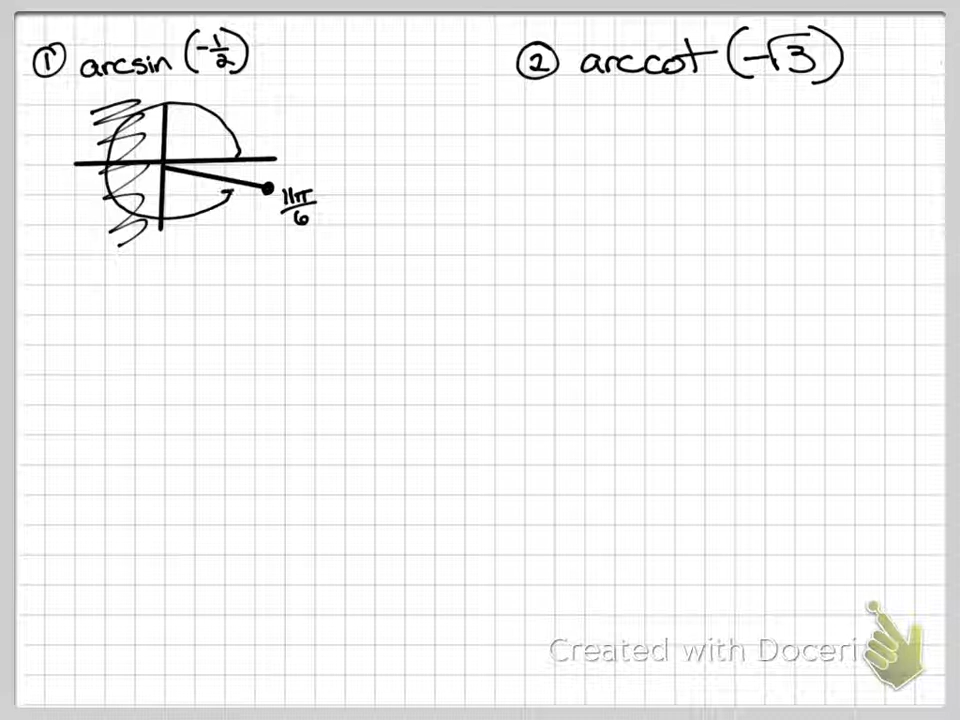 ① arcsin (-1/2)
② arccot (-√3)
11π/6
Created with Doceri